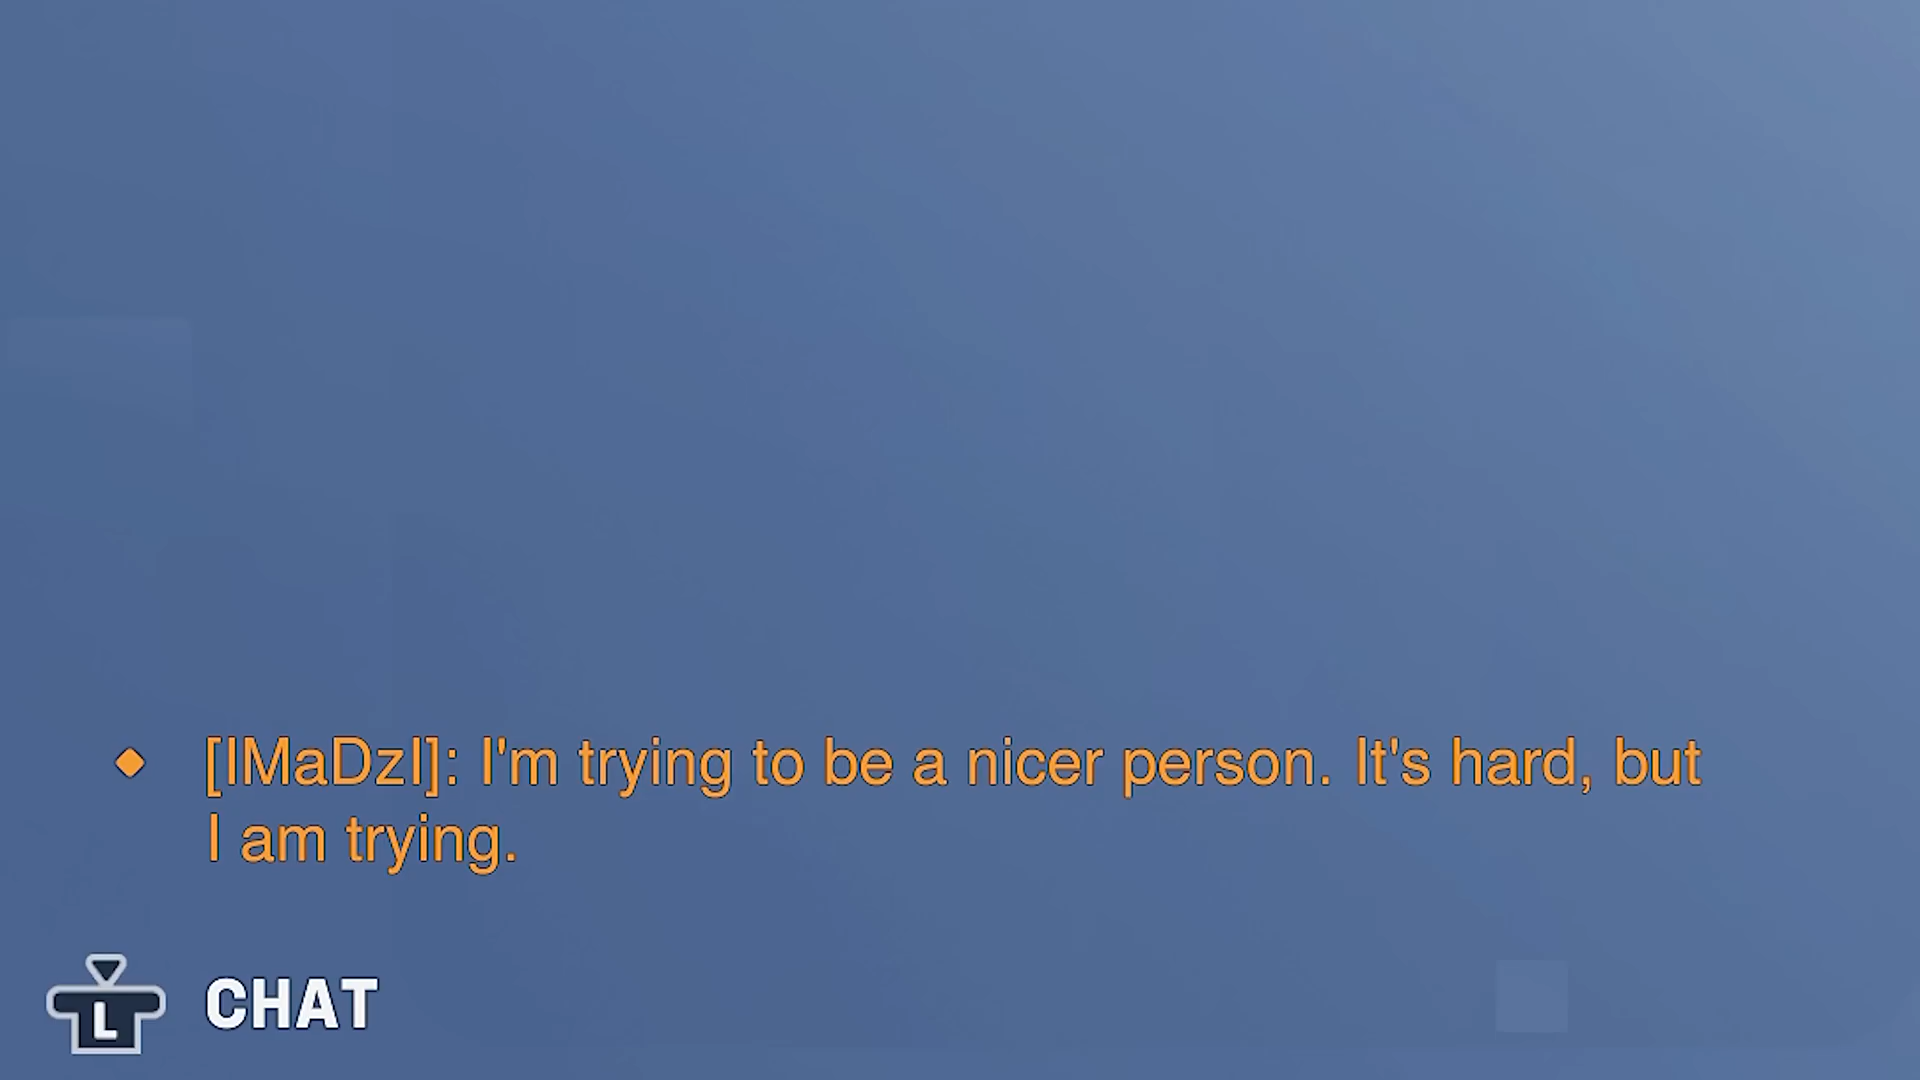 [IMaDzI]: I'm trying to be a nicer person. It's hard, but
I am trying.
L CHAT